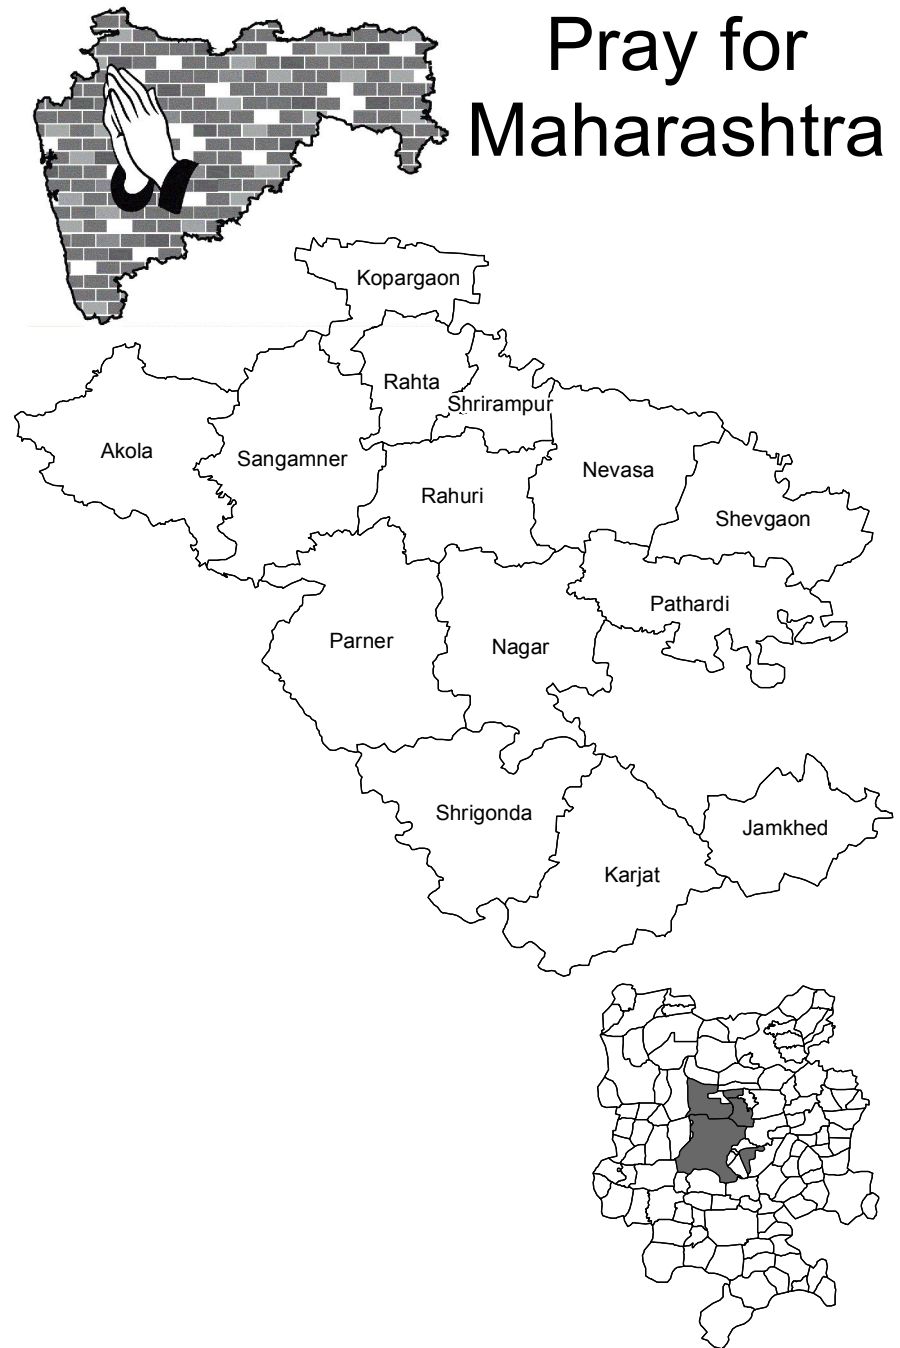 Pray for
Maharashtra
Kopargaon
Rahta
Shrirampur
Akola
Sangamner
Nevasa
Rahuri
Shevgaon
Pathardi
Parner
Nagar
Shrigonda
Jamkhed
Karjat